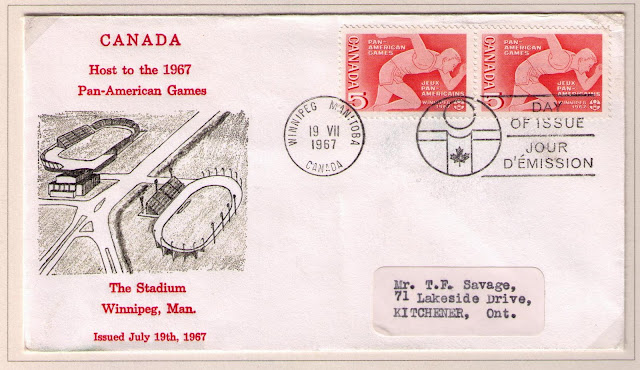 CANADA
Host to the 1967
Pan-American Games
The Stadium
Winnipeg, Man.
Issued July 19th, 1967
CANADA 5
PAN-
AMERICAN
GAMES
JEUX
PAN-
AMERICAINS
WINNIPEG
1967
CANADA 5
PAN-
AMERICAN
GAMES
JEUX
PAN-
AMERICAINS
WINNIPEG
1967
WINNIPEG MANITOBA
19 VII
1967
CANADA
DAY
OF ISSUE
JOUR
D'ÉMISSION
Mr. T.F. Savage,
71 Lakeside Drive,
KITCHENER, Ont.